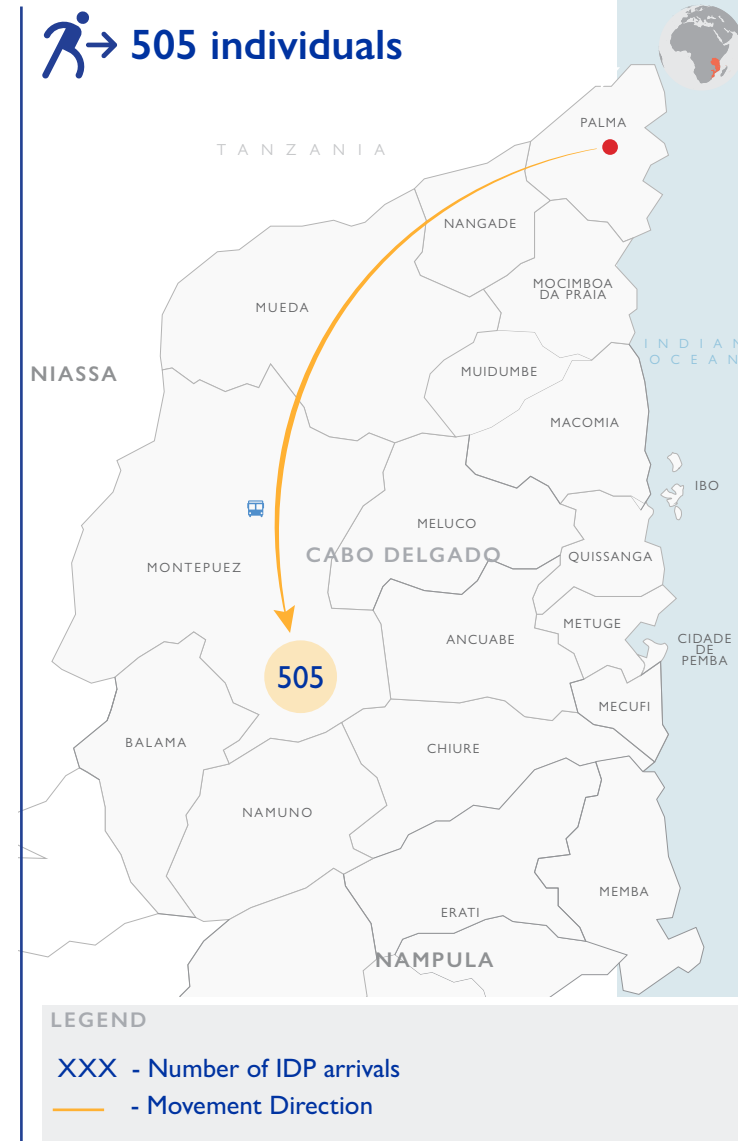 505 individuals
TANZANIA
PALMA
NANGADE
MOCIMBOA
DA PRAIA
MUEDA
INDIAN
OCEAN
NIASSA
MUIDUMBE
MACOMIA
IBO
MELUCO
CABO DELGADO
QUISSANGA
MONTEPUEZ
METUGE
ANCUABE
CIDADE
DE
PEMBA
505
MECUFI
BALAMA
CHIURE
NAMUNO
MEMBA
ERATI
NAMPULA
LEGEND
XXX - Number of IDP arrivals
- Movement Direction